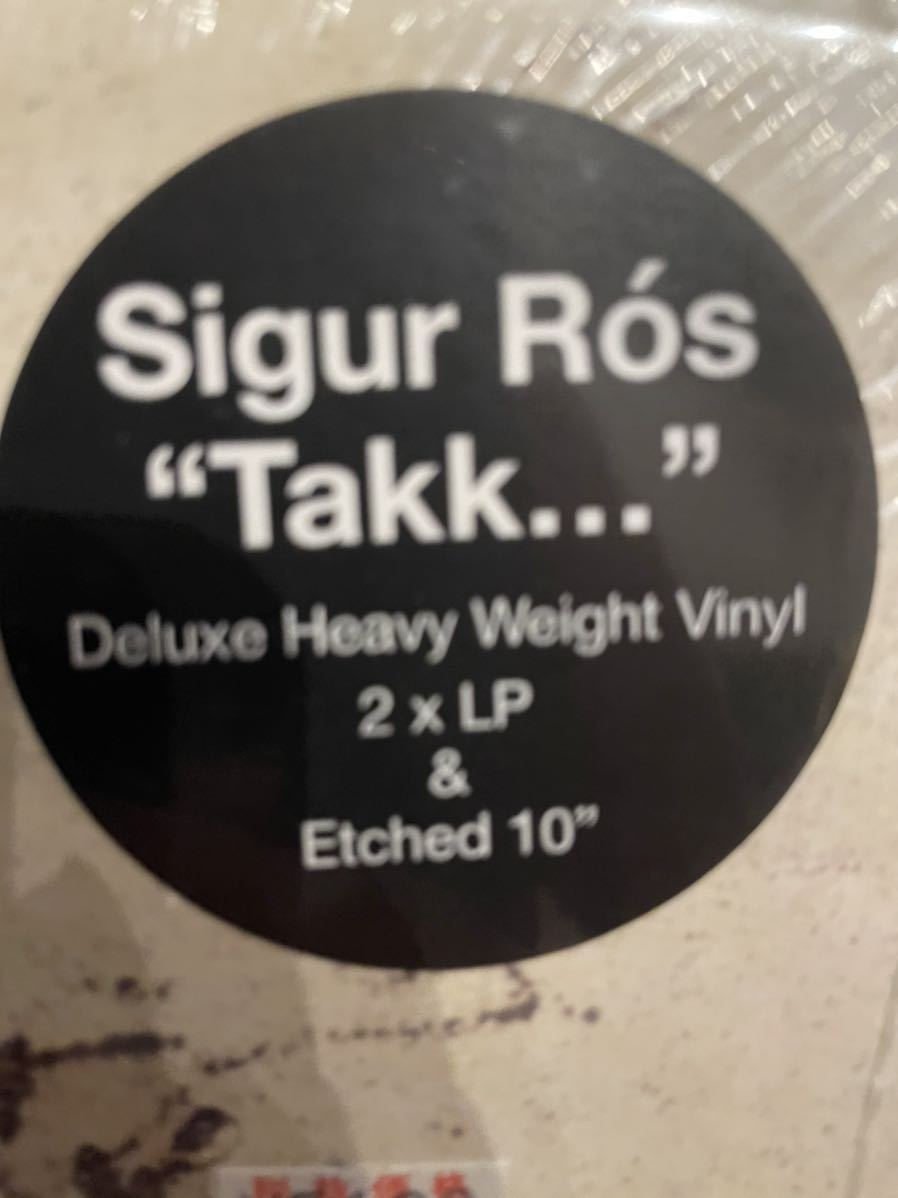 Sigur Rós
“Takk...”
Deluxe Heavy Weight Vinyl
2 x LP
&
Etched 10”